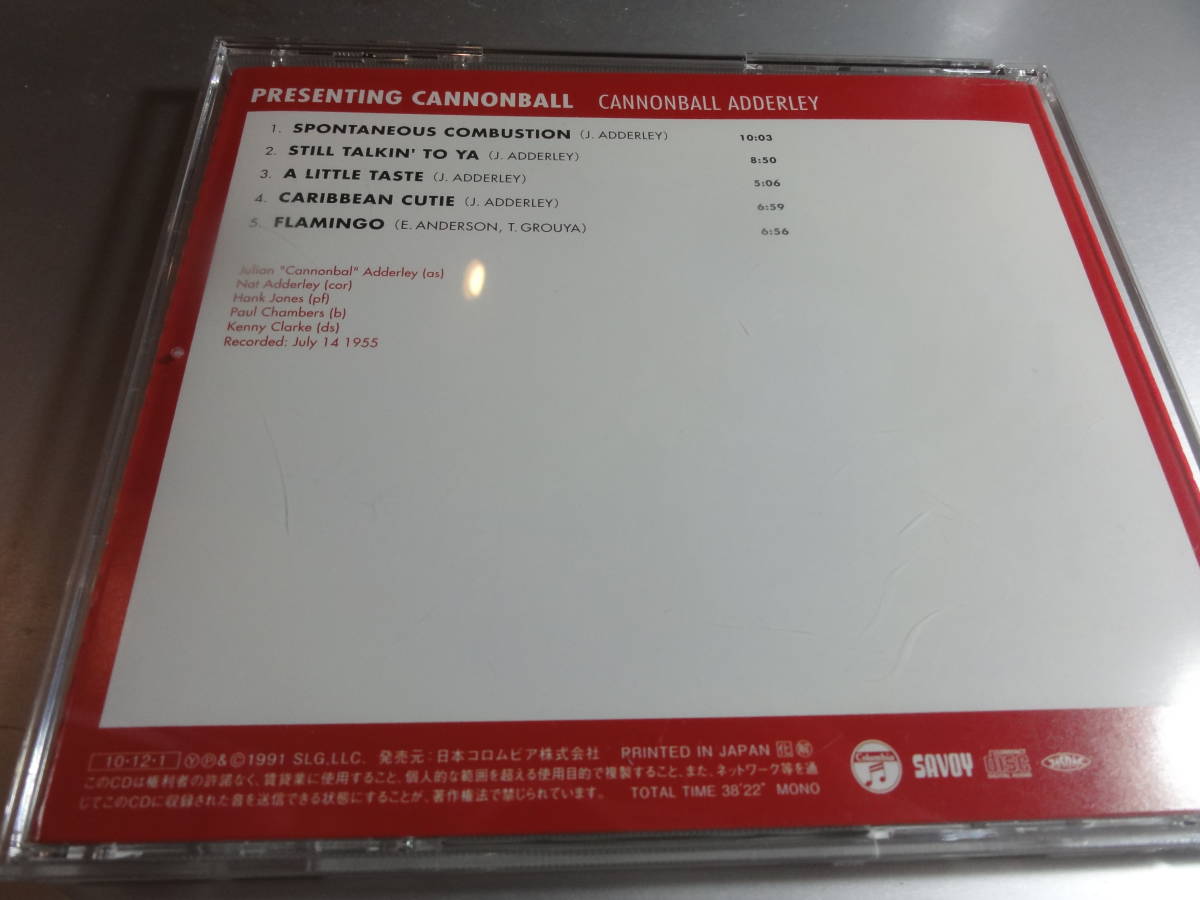 PRESENTING CANNONBALL CANNONBALL ADDERLEY
1. SPONTANEOUS COMBUSTION (J. ADDERLEY) 10:03
2. STILL TALKIN' TO YA (J. ADDERLEY) 8:50
3. A LITTLE TASTE (J. ADDERLEY) 5:06
4. CARIBBEAN CUTIE (J. ADDERLEY) 6:59
5. FLAMINGO (E. ANDERSON, T. GROUYA) 6:56
Julian "Cannonbal" Adderley (as)
Nat Adderley (cor)
Hank Jones (pf)
Paul Chambers (b)
Kenny Clarke (ds)
Recorded: July 14 1955
10・12・1 Ⓨ Ⓟ&©1991 SLG,LLC. 発売元:日本コロムビア株式会社 PRINTED IN JAPAN 化 解
このCDは権利者の許諾なく、賃貸業に使用すること、個人的な範囲を超える使用目的で複製すること、また、ネットワーク等を通
じてこのCDに収録された音を送信できる状態にすることが、著作権法で禁じられています。 TOTAL TIME 38'22" MONO
Columbia SAVOY disc